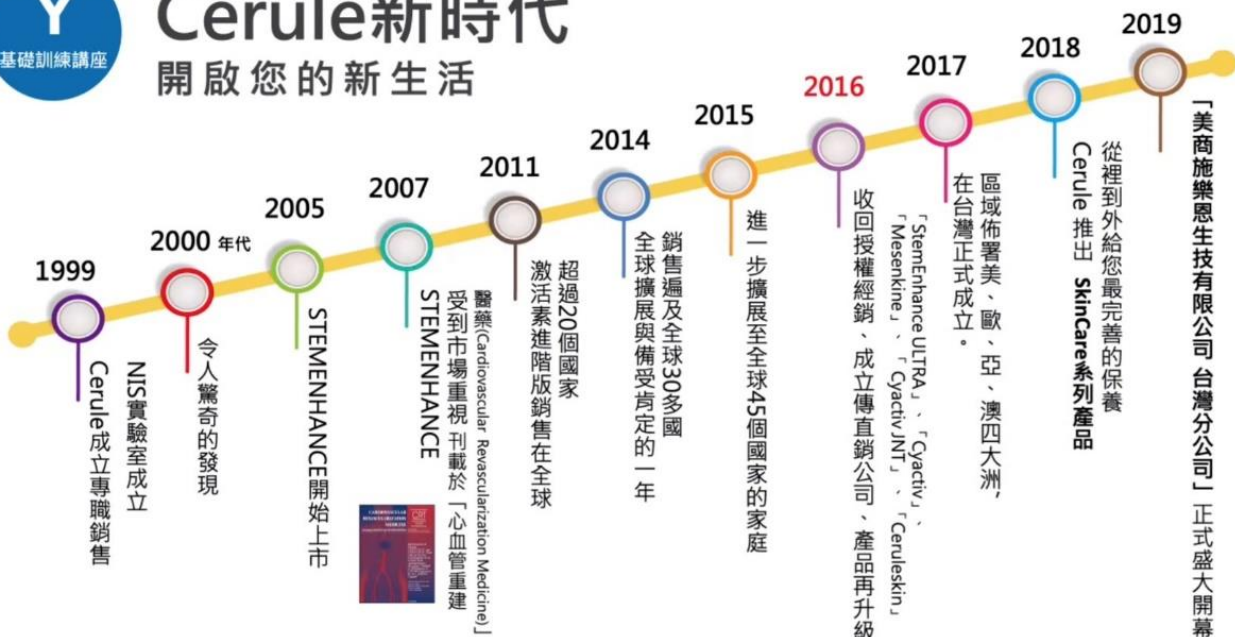 Y
基礎訓練講座
Cerule新時代
開啟您的新生活
1999
NIS實驗室成立
Cerule成立專職銷售
2000 年代
令人驚奇的發現
2005
STEMENHANCE開始上市
2007
醫藥(Cardiovascular Revascularization Medicine)」
受到市場重視 刊載於「心血管重建
STEMENHANCE
2011
超過20個國家
激活素進階版銷售在全球
2014
銷售遍及全球30多國
全球擴展與備受肯定的一年
2015
進一步擴展至全球45個國家的家庭
2016
「StemEnhance ULTRA」、「Cyactiv」、
「Mesenkine」、「Cyactiv JNT」、「Ceruleskin」
收回授權經銷、成立傳直銷公司、產品再升級
2017
區域佈署美、歐、亞、澳四大洲、
在台灣正式成立。
2018
從裡到外給您最完善的保養
Cerule 推出 SkinCare系列產品
2019
「美商施樂恩生技有限公司 台灣分公司」正式盛大開幕